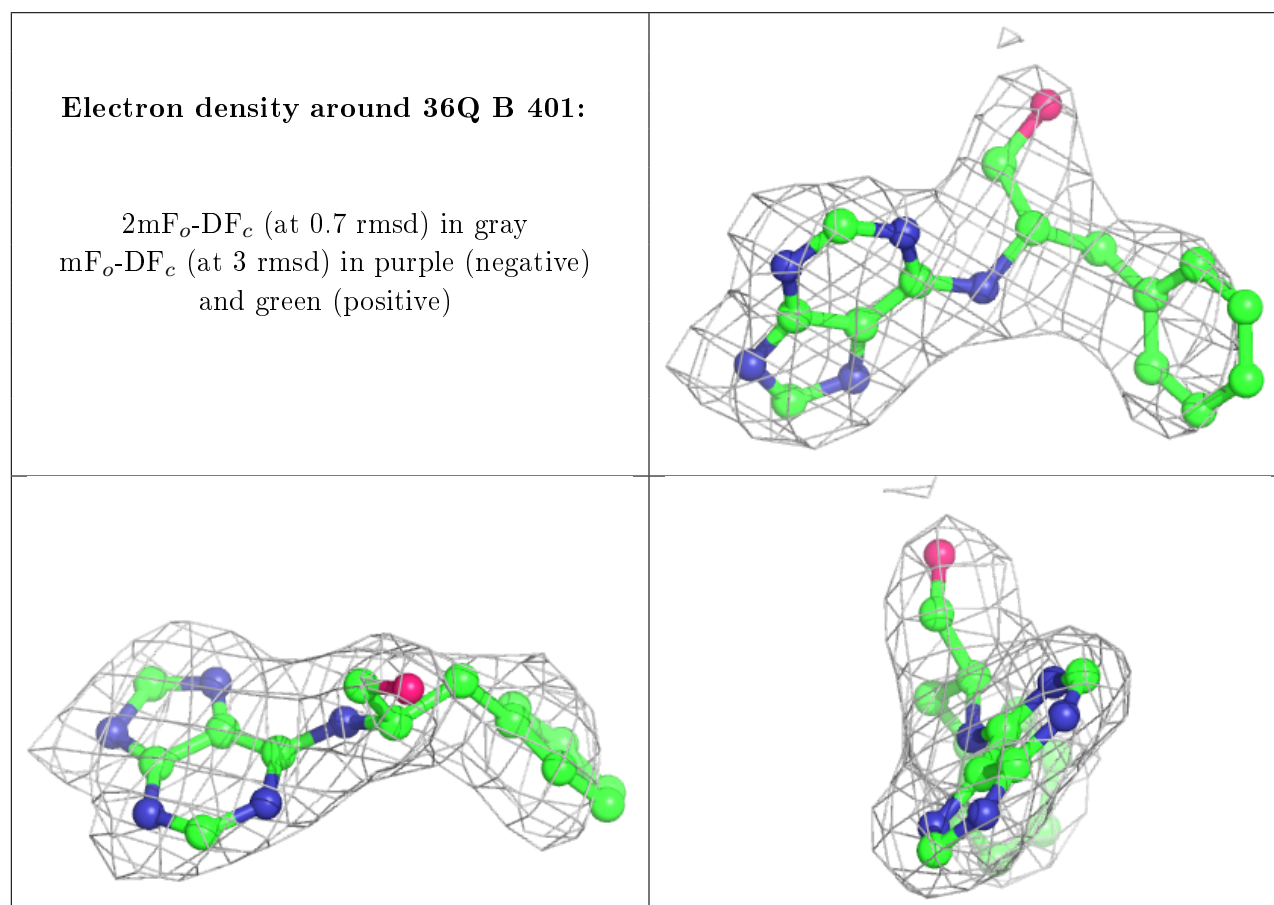 Electron density around 36Q B 401:
2mFo-DFc (at 0.7 rmsd) in gray
mFo-DFc (at 3 rmsd) in purple (negative)
and green (positive)